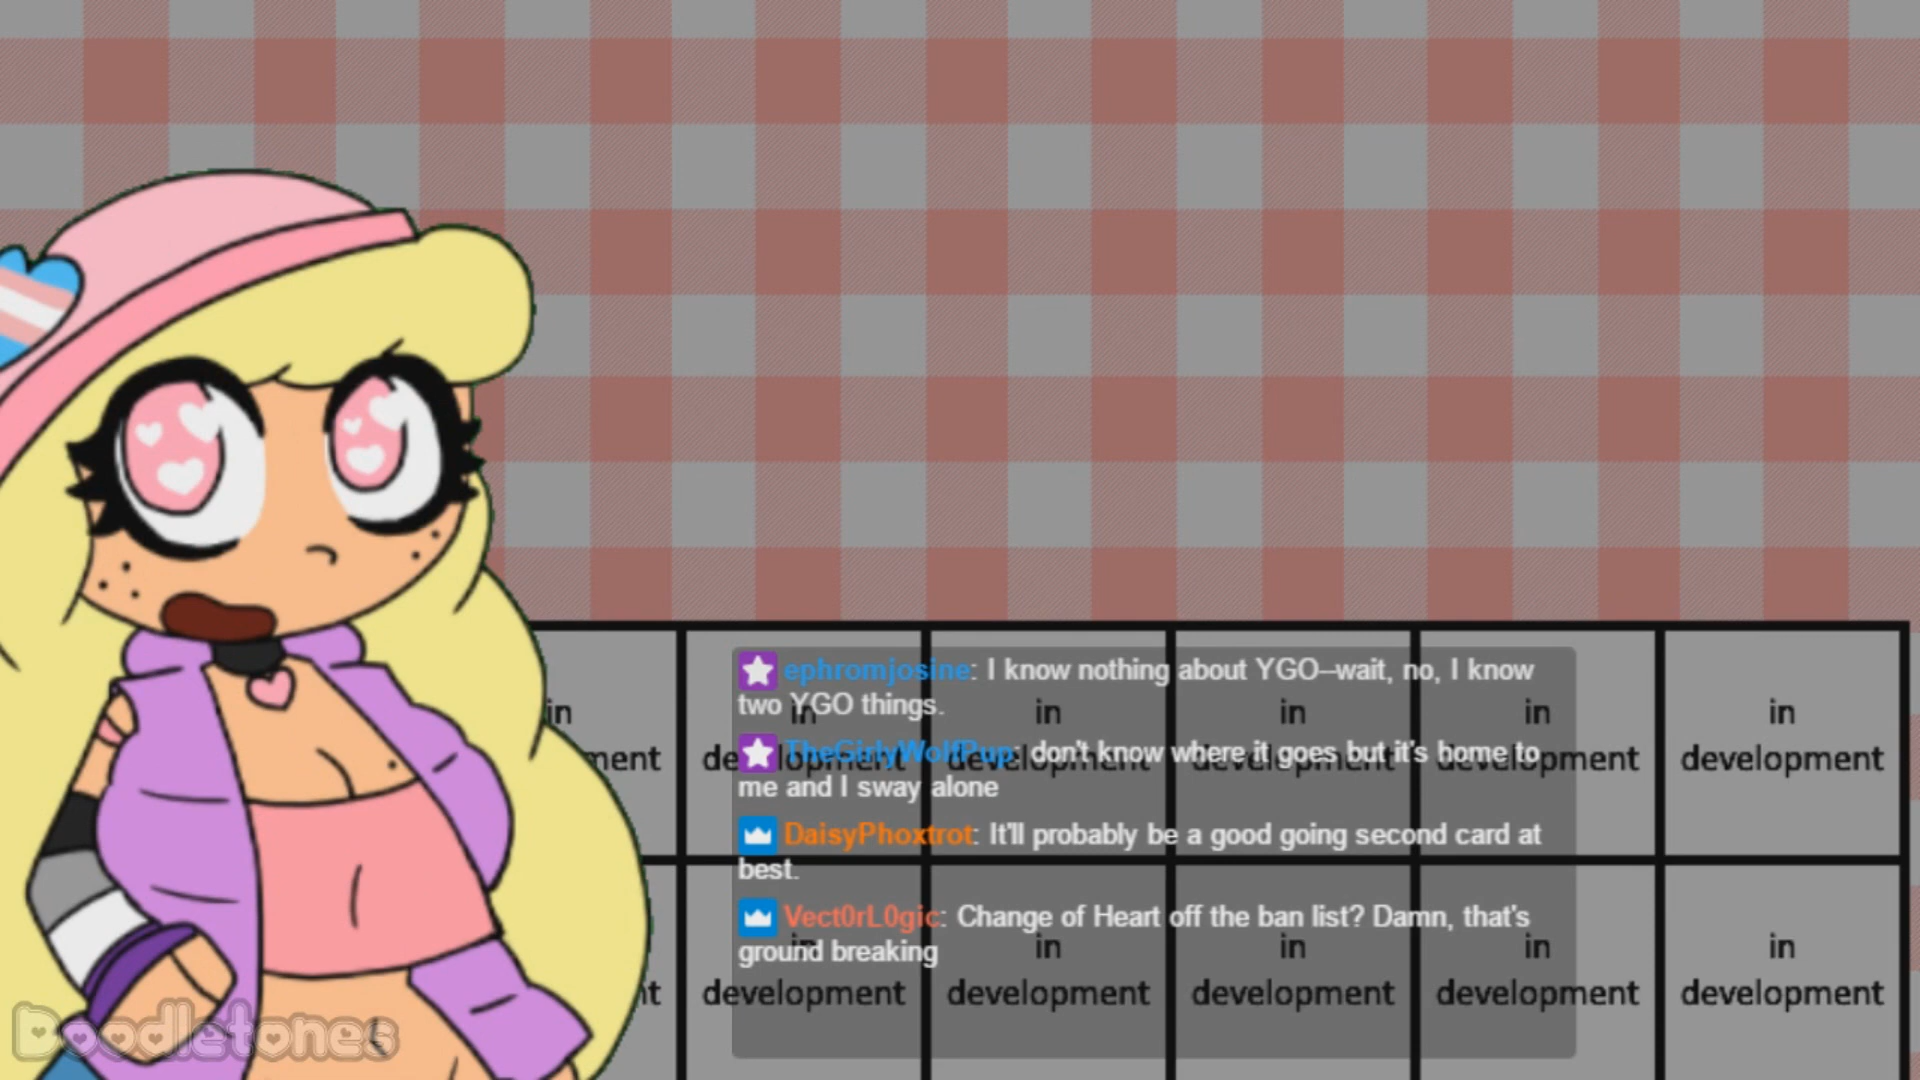 ephromjosine: I know nothing about YGO–wait, no, I know
two YGO things.
TheGirlyWolfPup: don't know where it goes but it's home to
me and I sway alone
DaisyPhoxtrot: It'll probably be a good going second card at
best.
Vect0rL0gic: Change of Heart off the ban list? Damn, that's
ground breaking
in in in in in in
ment development development development development development
in in in in in
t development development development development development
Doodletones